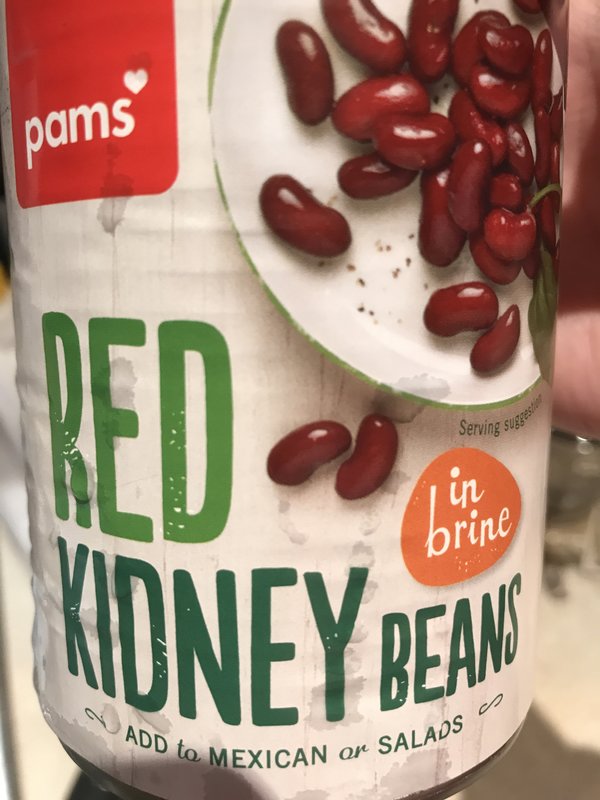 pams
Serving suggestion
in
brine
RED
KIDNEY BEANS
ADD to MEXICAN or SALADS